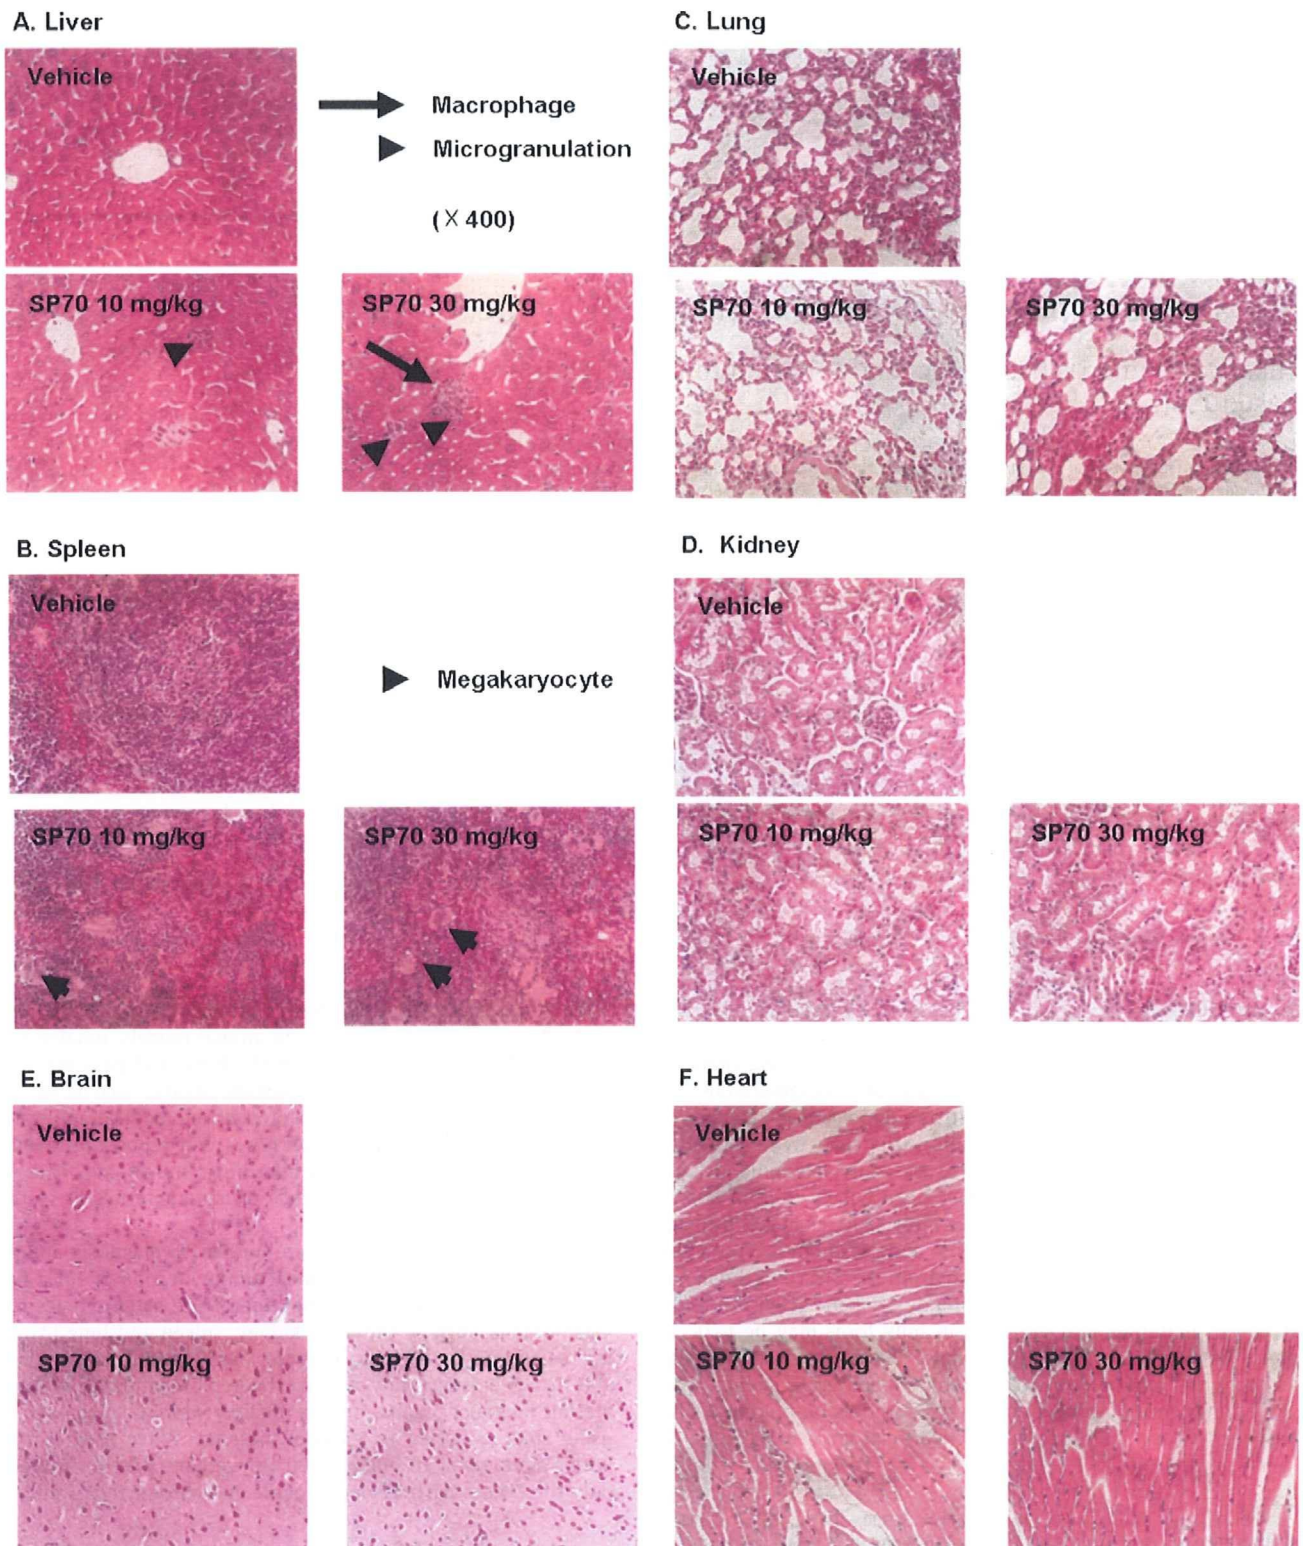 A. Liver
Vehicle
Macrophage
Microgranulation
(X 400)
SP70 10 mg/kg
SP70 30 mg/kg
B. Spleen
Vehicle
Megakaryocyte
SP70 10 mg/kg
SP70 30 mg/kg
C. Lung
Vehicle
SP70 10 mg/kg
SP70 30 mg/kg
D. Kidney
Vehicle
SP70 10 mg/kg
SP70 30 mg/kg
E. Brain
Vehicle
SP70 10 mg/kg
SP70 30 mg/kg
F. Heart
Vehicle
SP70 10 mg/kg
SP70 30 mg/kg